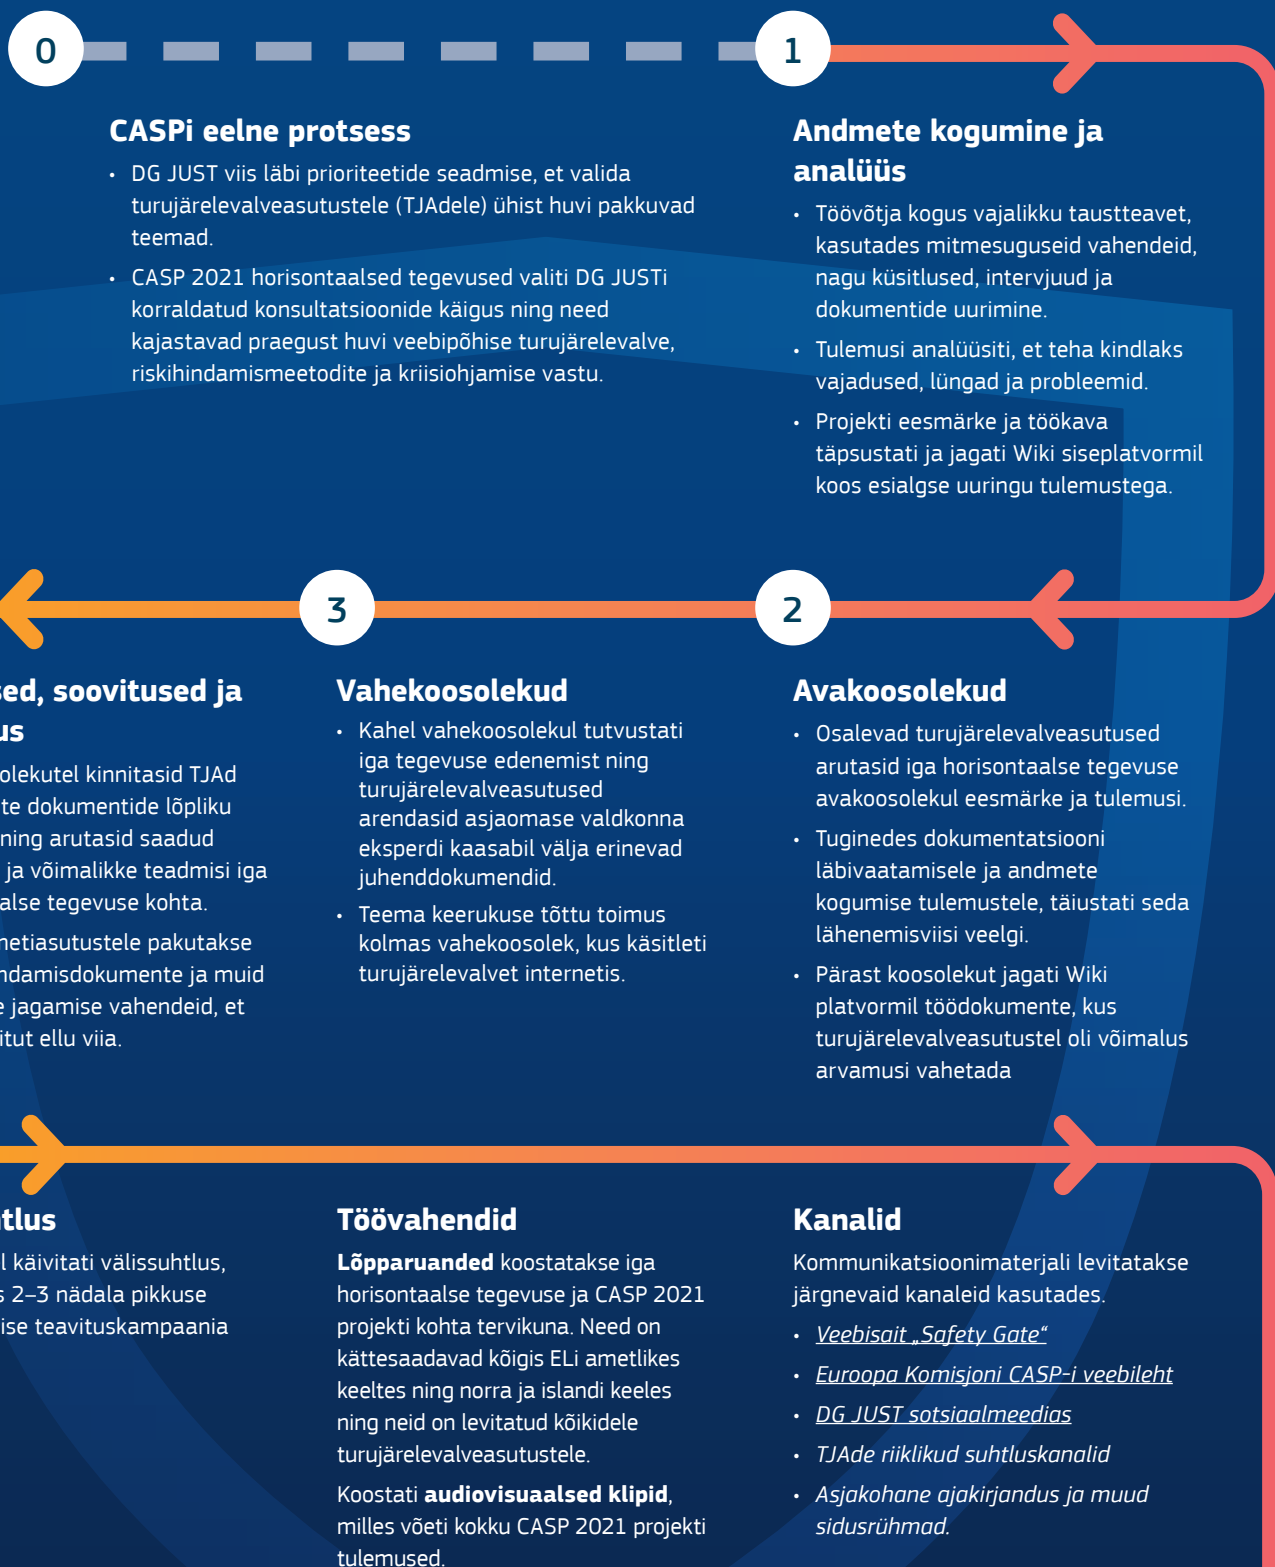 0
1
CASPi eelne protsess
• DG JUST viis läbi prioriteetide seadmise, et valida
turujärelevalveasutustele (TJAdele) ühist huvi pakkuvad
teemad.
• CASP 2021 horisontaalsed tegevused valiti DG JUSTi
korraldatud konsultatsioonide käigus ning need
kajastavad praegust huvi veebipõhise turujärelevalve,
riskihindamismeetodite ja kriisiohjamise vastu.
Andmete kogumine ja
analüüs
• Töövõtja kogus vajalikku taustteavet,
kasutades mitmesuguseid vahendeid,
nagu küsitlused, intervjuud ja
dokumentide uurimine.
• Tulemusi analüüsiti, et teha kindlaks
vajadused, lüngad ja probleemid.
• Projekti eesmärke ja töökava
täpsustati ja jagati Wiki siseplatvormil
koos esialgse uuringu tulemustega.
3
2
sed, soovitused ja
us
olekutel kinnitasid TJAd
te dokumentide lõpliku
ning arutasid saadud
ja võimalikke teadmisi iga
alse tegevuse kohta.
netiasutustele pakutakse
ndamisdokumente ja muid
e jagamise vahendeid, et
itut ellu viia.
Vahekoosolekud
• Kahel vahekoosolekul tutvustati
iga tegevuse edenemist ning
turujärelevalveasutused
arendasid asjaomase valdkonna
eksperdi kaasabil välja erinevad
juhenddokumendid.
• Teema keerukuse tõttu toimus
kolmas vahekoosolek, kus käsitleti
turujärelevalvet internetis.
Avakoosolekud
• Osalevad turujärelevalveasutused
arutasid iga horisontaalse tegevuse
avakoosolekul eesmärke ja tulemusi.
• Tuginedes dokumentatsiooni
läbivaatamisele ja andmete
kogumise tulemustele, täiustati seda
lähenemisviisi veelgi.
• Pärast koosolekut jagati Wiki
platvormil töödokumente, kus
turujärelevalveasutustel oli võimalus
arvamusi vahetada
tlus
l käivitati välissuhtlus,
s 2–3 nädala pikkuse
ise teavituskampaania
Töövahendid
Lõpparuanded koostatakse iga
horisontaalse tegevuse ja CASP 2021
projekti kohta tervikuna. Need on
kättesaadavad kõigis ELi ametlikes
keeltes ning norra ja islandi keeles
ning neid on levitatud kõikidele
turujärelevalveasutustele.
Koostati audiovisuaalsed klipid,
milles võeti kokku CASP 2021 projekti
tulemused.
Kanalid
Kommunikatsioonimaterjali levitatakse
järgnevaid kanaleid kasutades.
• Veebisait „Safety Gate“
• Euroopa Komisjoni CASP-i veebileht
• DG JUST sotsiaalmeedias
• TJAde riiklikud suhtluskanalid
• Asjakohane ajakirjandus ja muud
sidusrühmad.